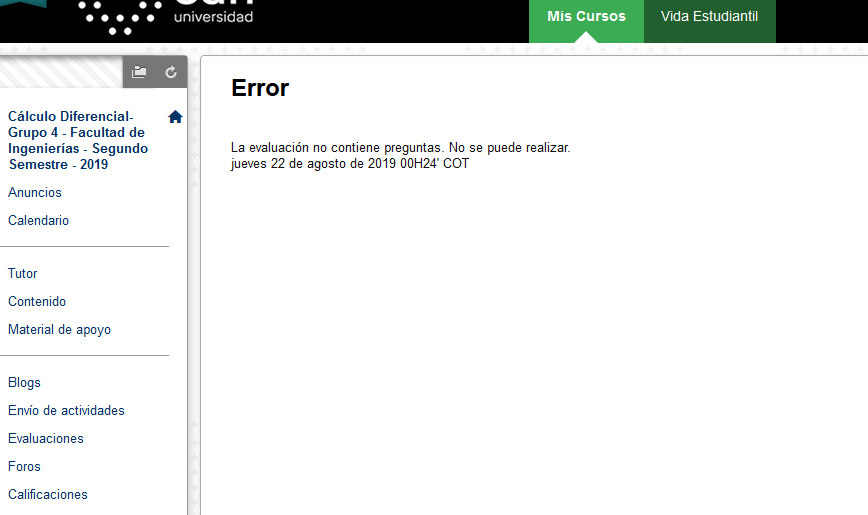 universidad
Mis Cursos
Vida Estudiantil
Cálculo Diferencial-
Grupo 4 - Facultad de
Ingenierías - Segundo
Semestre - 2019
Anuncios
Calendario
Tutor
Contenido
Material de apoyo
Blogs
Envío de actividades
Evaluaciones
Foros
Calificaciones
Error
La evaluación no contiene preguntas. No se puede realizar.
jueves 22 de agosto de 2019 00H24' COT